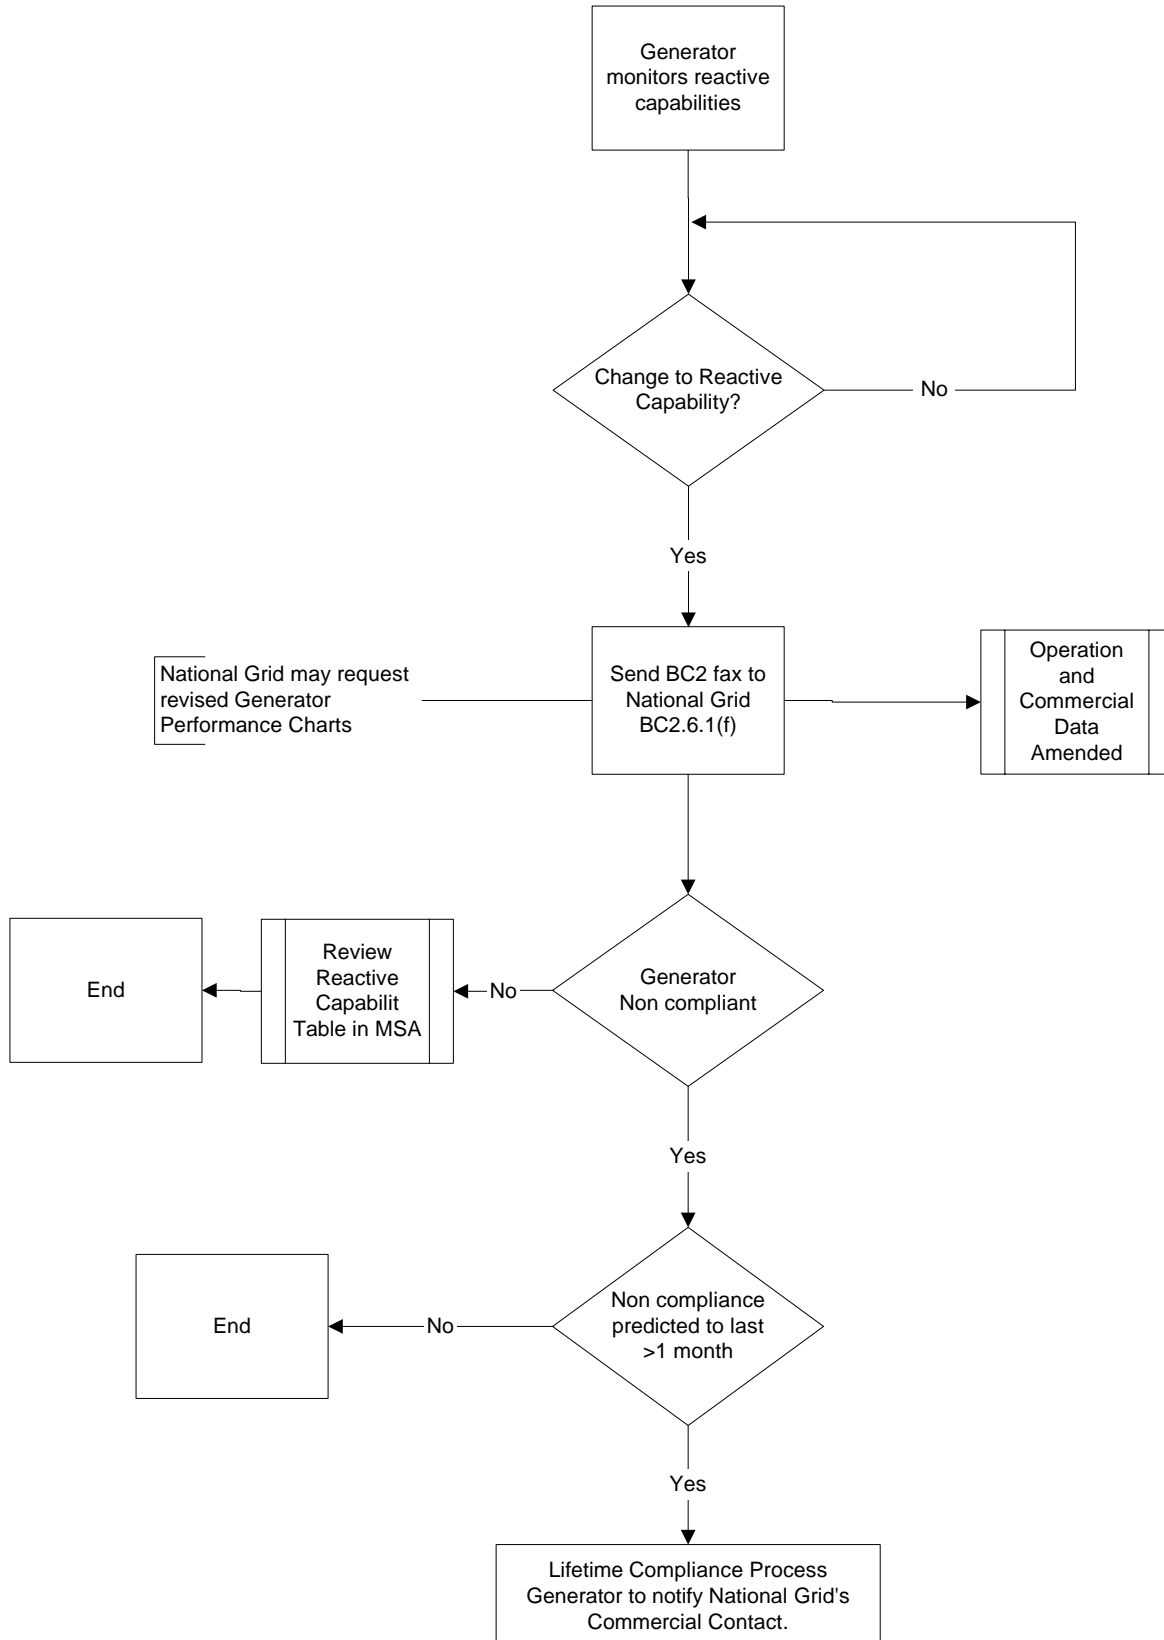 Generator
monitors reactive
capabilities
Change to Reactive
Capability?
No
Yes
National Grid may request
revised Generator
Performance Charts
Send BC2 fax to
National Grid
BC2.6.1(f)
Operation
and
Commercial
Data
Amended
End
Review
Reactive
Capabilit
Table in MSA
No
Generator
Non compliant
Yes
End
No
Non compliance
predicted to last
>1 month
Yes
Lifetime Compliance Process
Generator to notify National Grid's
Commercial Contact.